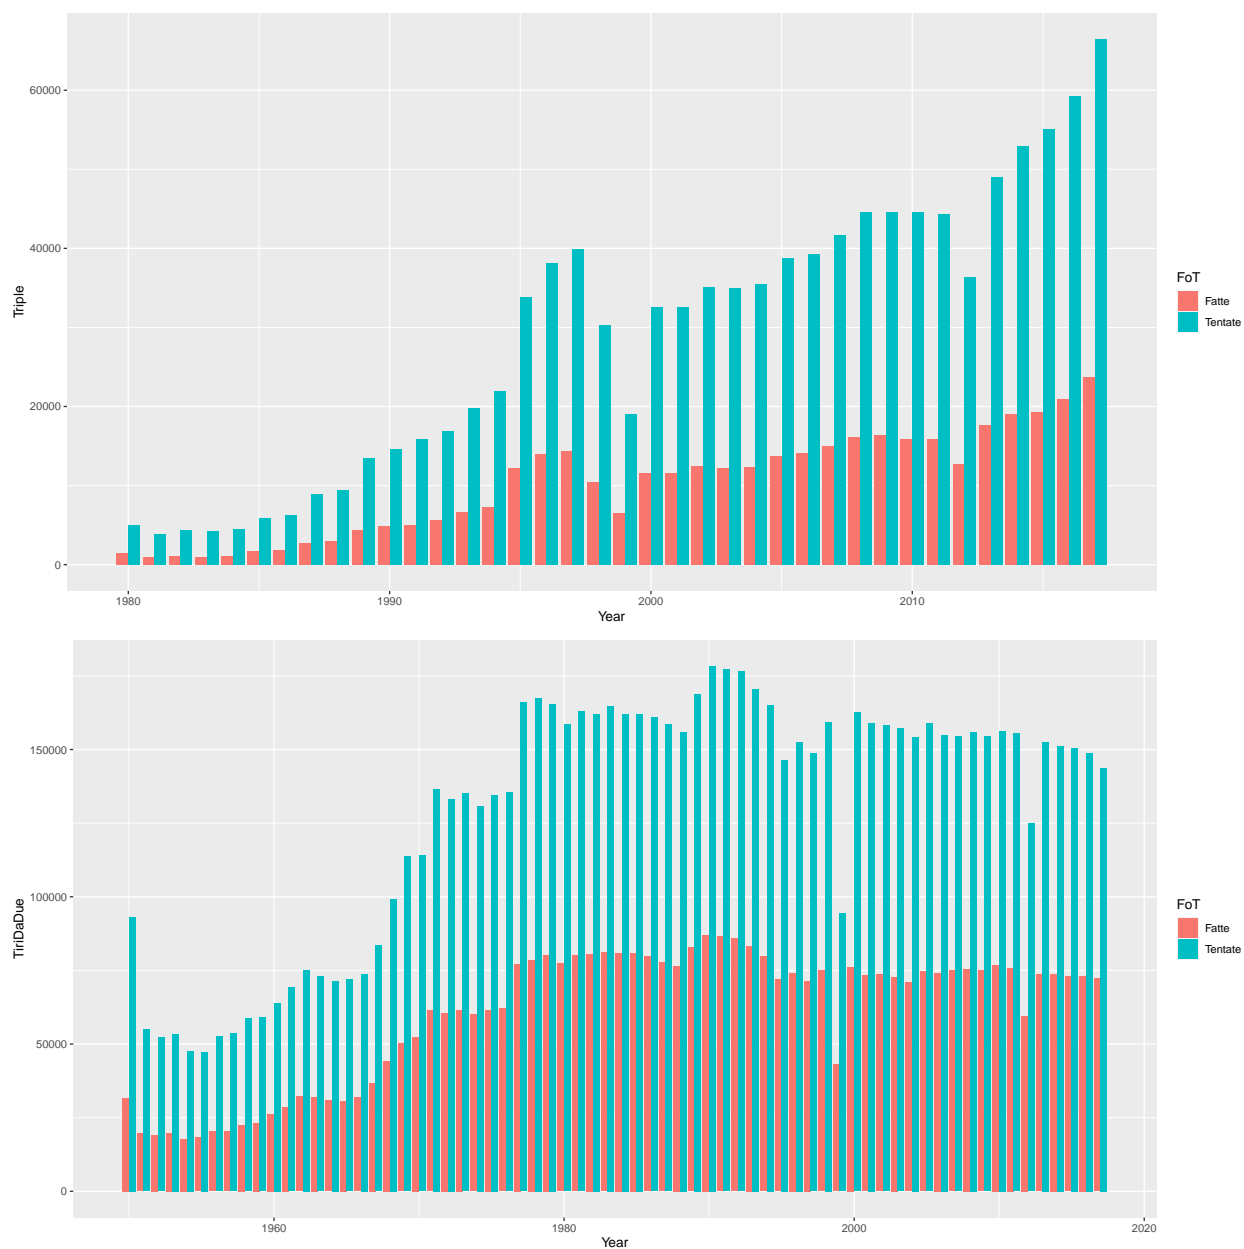 Triple
60000
40000
20000
0
1980 1990 2000 2010
Year
FoT
Fatte
Tentate
TiriDaDue
150000
100000
50000
0
1960 1980 2000 2020
Year
FoT
Fatte
Tentate